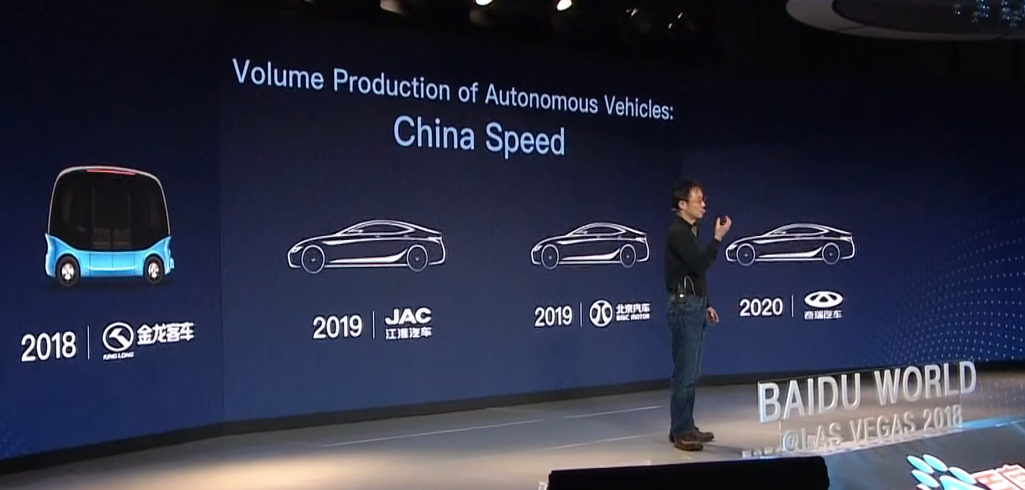 Volume Production of Autonomous Vehicles:
China Speed
2018
金龙客车
KING LONG
2019
JAC
江淮汽车
2019
北京汽车
BAIC MOTOR
2020
奇瑞汽车
BAIDU WORLD
@LAS VEGAS 2018